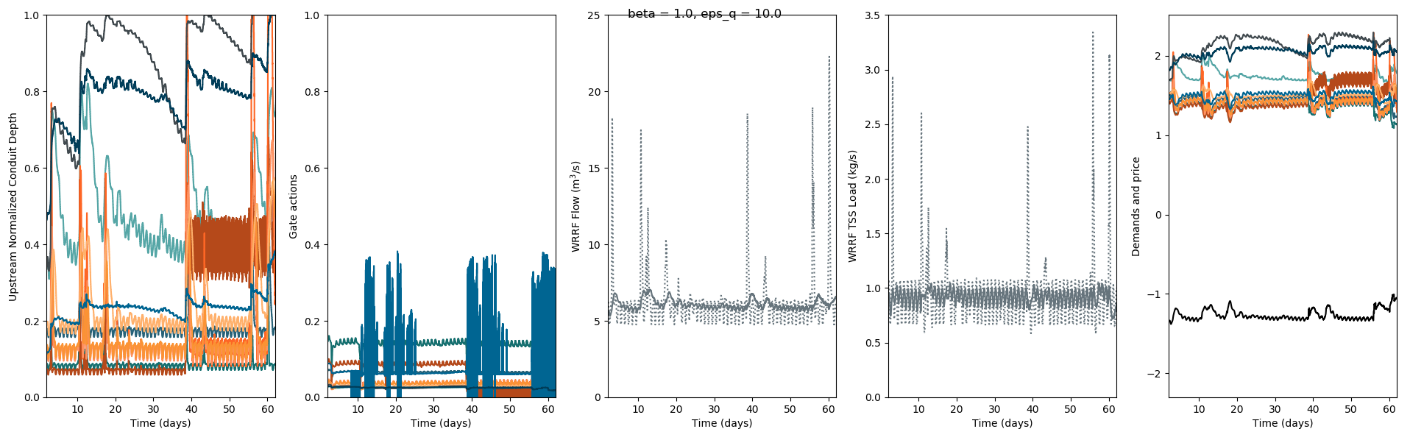 beta = 1.0, eps_q = 10.0
Upstream Normalized Conduit Depth
1.0
0.8
0.6
0.4
0.2
0.0
10 20 30 40 50 60
Time (days)
Gate actions
1.0
0.8
0.6
0.4
0.2
0.0
10 20 30 40 50 60
Time (days)
WRRF Flow (m³/s)
25
20
15
10
5
0
10 20 30 40 50 60
Time (days)
WRRF TSS Load (kg/s)
3.5
3.0
2.5
2.0
1.5
1.0
0.5
0.0
10 20 30 40 50 60
Time (days)
Demands and price
2
1
0
−1
−2
10 20 30 40 50 60
Time (days)